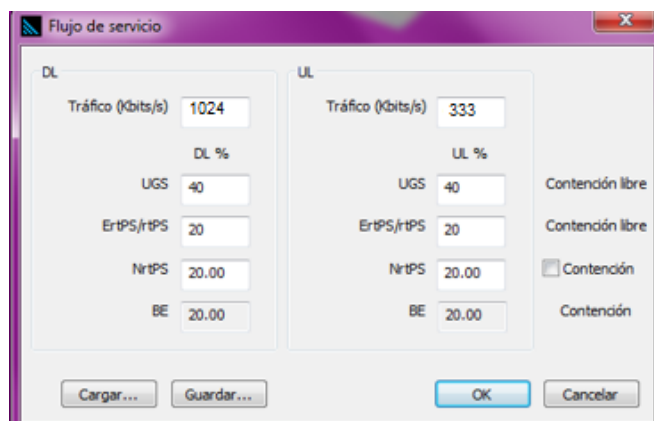 Flujo de servicio
DL UL
Tráfico (Kbits/s) 1024 Tráfico (Kbits/s) 333
DL % UL %
UGS 40 UGS 40 Contención libre
ErtPS/rtPS 20 ErtPS/rtPS 20 Contención libre
NrtPS 20.00 NrtPS 20.00 Contención
BE 20.00 BE 20.00 Contención
Cargar... Guardar... OK Cancelar